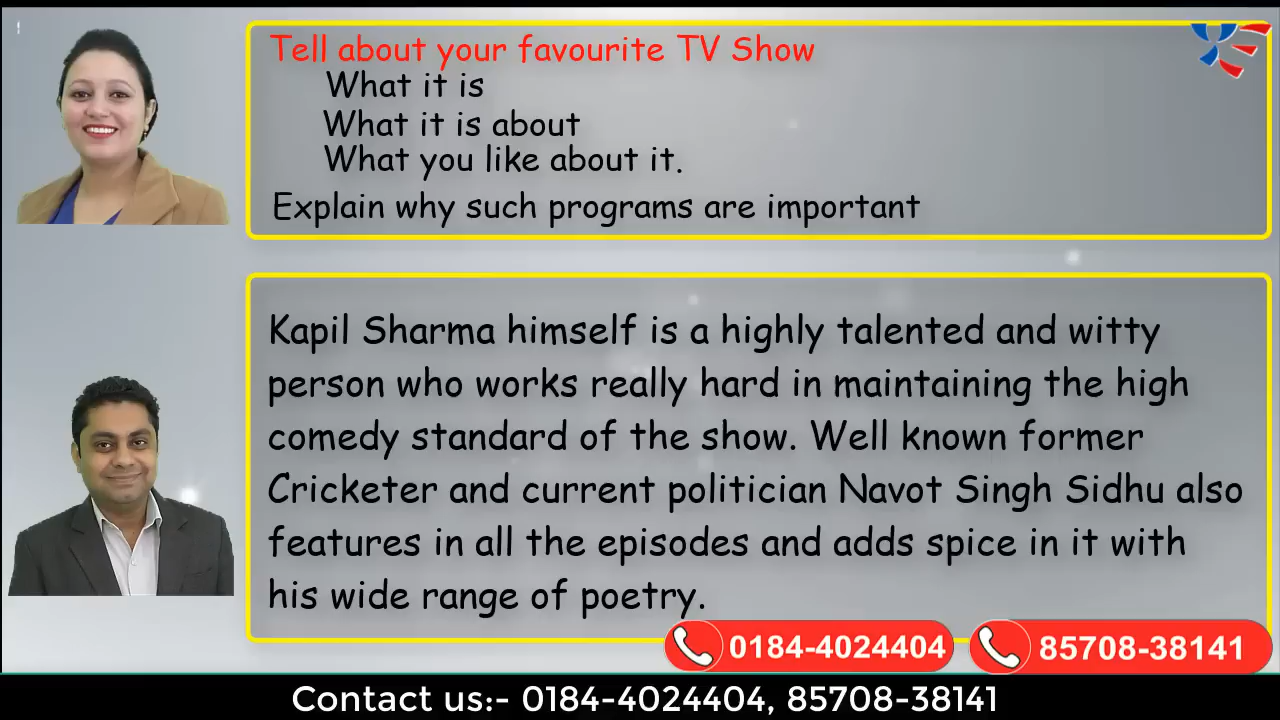 Tell about your favourite TV Show
What it is
What it is about
What you like about it.
Explain why such programs are important
Kapil Sharma himself is a highly talented and witty
person who works really hard in maintaining the high
comedy standard of the show. Well known former
Cricketer and current politician Navot Singh Sidhu also
features in all the episodes and adds spice in it with
his wide range of poetry.
0184-4024404
85708-38141
Contact us:- 0184-4024404, 85708-38141